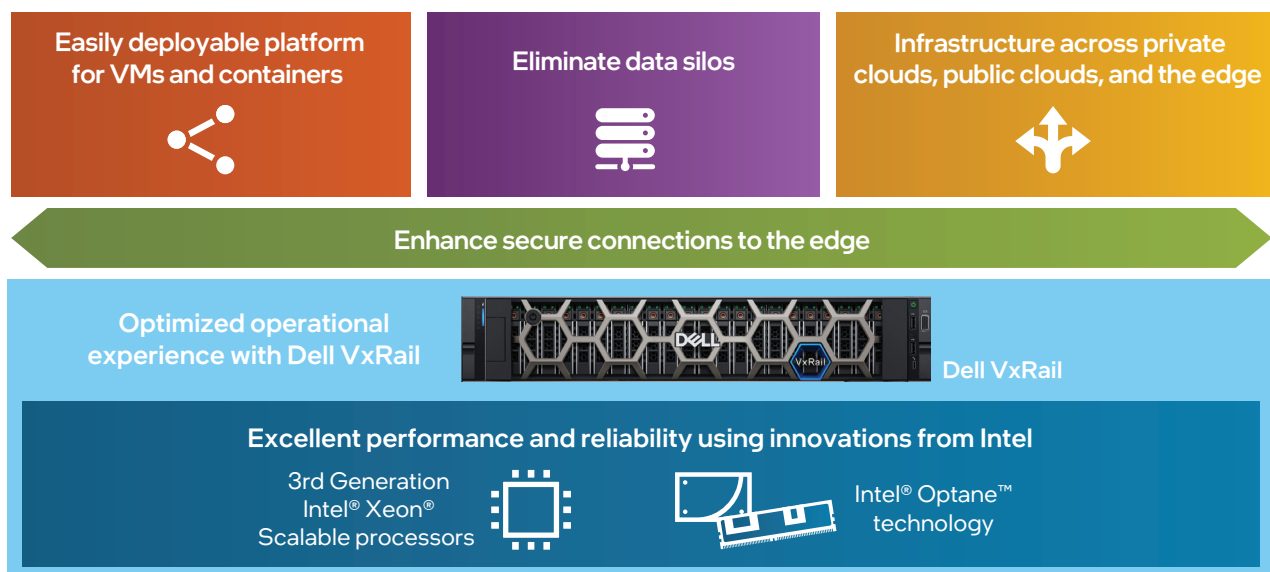 Easily deployable platform
for VMs and containers
Eliminate data silos
Infrastructure across private
clouds, public clouds, and the edge
Enhance secure connections to the edge
Optimized operational
experience with Dell VxRail
DELL
VxRail
Dell VxRail
Excellent performance and reliability using innovations from Intel
3rd Generation
Intel® Xeon®
Scalable processors
Intel® Optane™
technology